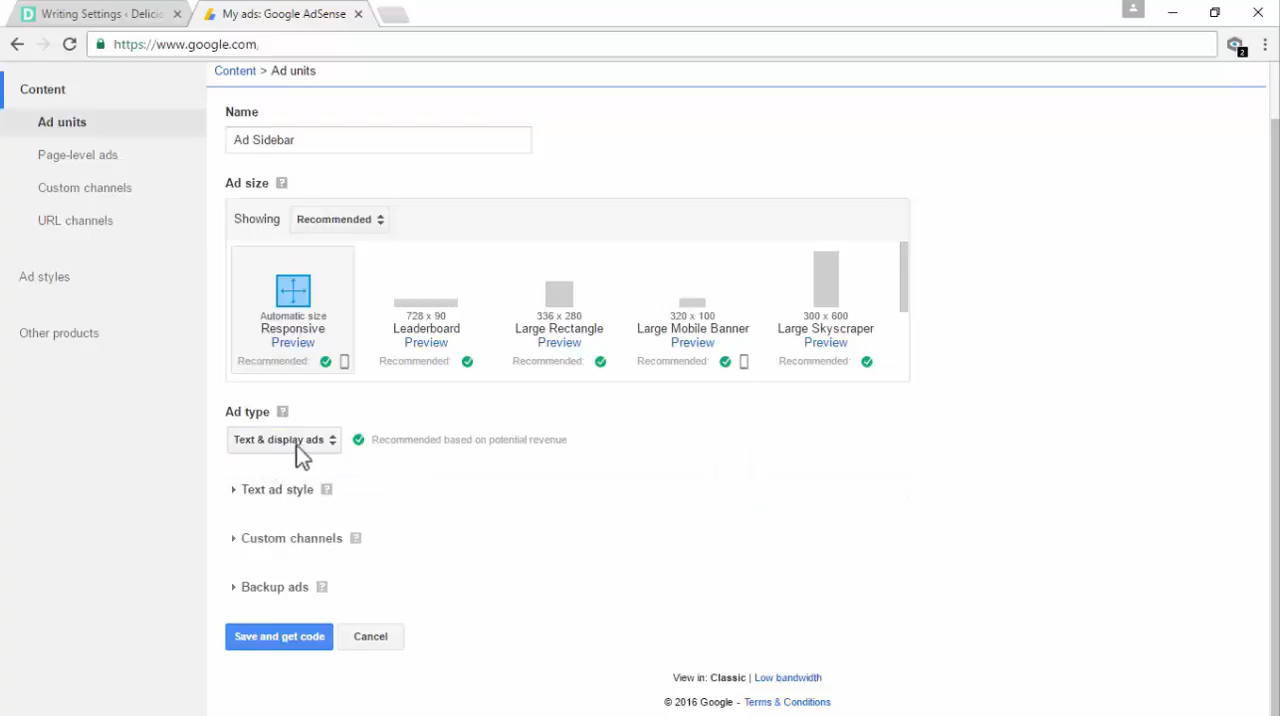 Writing Settings ‹ Delicio
My ads: Google AdSense
https://www.google.com,
2
Content
Ad units
Page-level ads
Custom channels
URL channels
Ad styles
Other products
Content > Ad units
Name
Ad Sidebar
Ad size ?
Showing Recommended
Automatic size
Responsive
Preview
Recommended:
728 x 90
Leaderboard
Preview
Recommended:
336 x 280
Large Rectangle
Preview
Recommended:
320 x 100
Large Mobile Banner
Preview
Recommended:
300 x 600
Large Skyscraper
Preview
Recommended:
Ad type ?
Text & display ads Recommended based on potential revenue
Text ad style ?
Custom channels ?
Backup ads ?
Save and get code Cancel
View in: Classic | Low bandwidth
© 2016 Google - Terms & Conditions